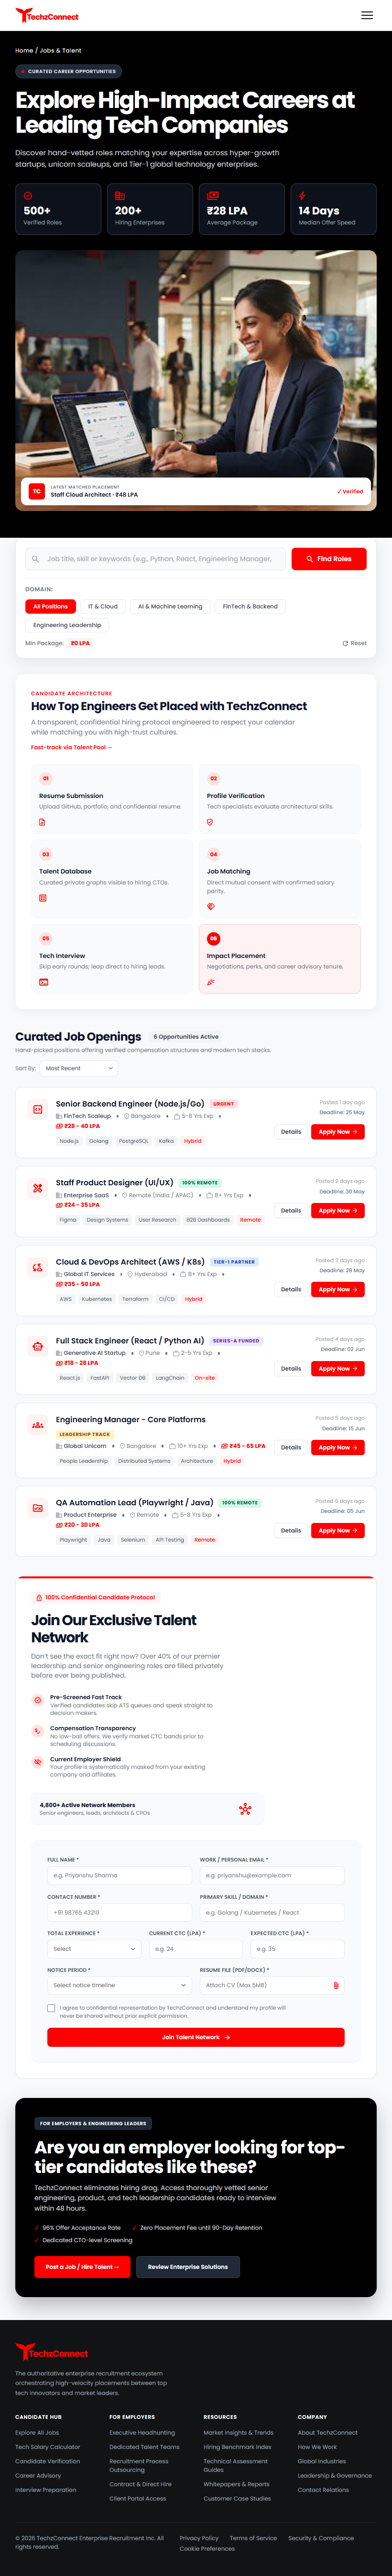 TechzConnect
Home / Jobs & Talent
CURATED CAREER OPPORTUNITIES
Explore High-Impact Careers at
Leading Tech Companies
Discover hand-vetted roles matching your expertise across hyper-growth
startups, unicorn scaleups, and Tier-1 global technology enterprises.
500+
Verified Roles
200+
Hiring Enterprises
₹28 LPA
Average Package
14 Days
Median Offer Speed
TC
LATEST MATCHED PLACEMENT
Staff Cloud Architect · ₹48 LPA
✓ Verified
Job title, skill or keywords (e.g., Python, React, Engineering Manager,
Find Roles
DOMAIN:
All Positions
IT & Cloud
AI & Machine Learning
FinTech & Backend
Engineering Leadership
Min Package: ₹0 LPA
Reset
CANDIDATE ARCHITECTURE
How Top Engineers Get Placed with TechzConnect
A transparent, confidential hiring protocol engineered to respect your calendar
while matching you with high-trust cultures.
Fast-track via Talent Pool →
01
Resume Submission
Upload GitHub, portfolio, and confidential resume.
02
Profile Verification
Tech specialists evaluate architectural skills.
03
Talent Database
Curated private graphs visible to hiring CTOs.
04
Job Matching
Direct mutual consent with confirmed salary
parity.
05
Tech Interview
Skip early rounds; leap direct to hiring leads.
06
Impact Placement
Negotiations, perks, and career advisory tenure.
Curated Job Openings
6 Opportunities Active
Hand-picked positions offering verified compensation structures and modern tech stacks.
Sort By: Most Recent
Senior Backend Engineer (Node.js/Go) URGENT
FinTech Scaleup • Bangalore • 5-8 Yrs Exp •
₹28 - 40 LPA
Node.js Golang PostgreSQL Kafka Hybrid
Posted 1 day ago
Deadline: 25 May
Details
Apply Now →
Staff Product Designer (UI/UX) 100% REMOTE
Enterprise SaaS • Remote (India / APAC) • 8+ Yrs Exp •
₹24 - 35 LPA
Figma Design Systems User Research B2B Dashboards Remote
Posted 2 days ago
Deadline: 30 May
Details
Apply Now →
Cloud & DevOps Architect (AWS / K8s) TIER-1 PARTNER
Global IT Services • Hyderabad • 8+ Yrs Exp •
₹35 - 50 LPA
AWS Kubernetes Terraform CI/CD Hybrid
Posted 3 days ago
Deadline: 28 May
Details
Apply Now →
Full Stack Engineer (React / Python AI) SERIES-A FUNDED
Generative AI Startup • Pune • 2-5 Yrs Exp •
₹18 - 28 LPA
React.js FastAPI Vector DB LangChain On-site
Posted 4 days ago
Deadline: 02 Jun
Details
Apply Now →
Engineering Manager - Core Platforms
LEADERSHIP TRACK
Global Unicorn • Bangalore • 10+ Yrs Exp • ₹45 - 65 LPA
People Leadership Distributed Systems Architecture Hybrid
Posted 5 days ago
Deadline: 15 Jun
Details
Apply Now →
QA Automation Lead (Playwright / Java) 100% REMOTE
Product Enterprise • Remote • 5-8 Yrs Exp •
₹20 - 30 LPA
Playwright Java Selenium API Testing Remote
Posted 6 days ago
Deadline: 05 Jun
Details
Apply Now →
100% Confidential Candidate Protocol
Join Our Exclusive Talent
Network
Don't see the exact fit right now? Over 40% of our premier
leadership and senior engineering roles are filled privately
before ever being published.
Pre-Screened Fast Track
Verified candidates skip ATS queues and speak straight to
decision makers.
Compensation Transparency
No low-ball offers. We verify market CTC bands prior to
scheduling discussions.
Current Employer Shield
Your profile is systematically masked from your existing
company and affiliates.
4,800+ Active Network Members
Senior engineers, leads, architects & CPOs
FULL NAME *
e.g. Priyanshu Sharma
WORK / PERSONAL EMAIL *
e.g. priyanshu@example.com
CONTACT NUMBER *
+91 98765 43210
PRIMARY SKILL / DOMAIN *
e.g. Golang / Kubernetes / React
TOTAL EXPERIENCE *
Select
CURRENT CTC (LPA) *
e.g. 24
EXPECTED CTC (LPA) *
e.g. 35
NOTICE PERIOD *
Select notice timeline
RESUME FILE (PDF/DOCX) *
Attach CV (Max 5MB)
I agree to confidential representation by TechzConnect and understand my profile will
never be shared without prior explicit permission.
Join Talent Network →
FOR EMPLOYERS & ENGINEERING LEADERS
Are you an employer looking for top-
tier candidates like these?
TechzConnect eliminates hiring drag. Access thoroughly vetted senior
engineering, product, and tech leadership candidates ready to interview
within 48 hours.
✓ 96% Offer Acceptance Rate ✓ Zero Placement Fee until 90-Day Retention
✓ Dedicated CTO-level Screening
Post a Job / Hire Talent →
Review Enterprise Solutions
TechzConnect
The authoritative enterprise recruitment ecosystem
orchestrating high-velocity placements between top
tech innovators and market leaders.
CANDIDATE HUB
Explore All Jobs
Tech Salary Calculator
Candidate Verification
Career Advisory
Interview Preparation
FOR EMPLOYERS
Executive Headhunting
Dedicated Talent Teams
Recruitment Process
Outsourcing
Contract & Direct Hire
Client Portal Access
RESOURCES
Market Insights & Trends
Hiring Benchmark Index
Technical Assessment
Guides
Whitepapers & Reports
Customer Case Studies
COMPANY
About TechzConnect
How We Work
Global Industries
Leadership & Governance
Contact Relations
© 2026 TechzConnect Enterprise Recruitment Inc. All
rights reserved.
Privacy Policy Terms of Service Security & Compliance
Cookie Preferences